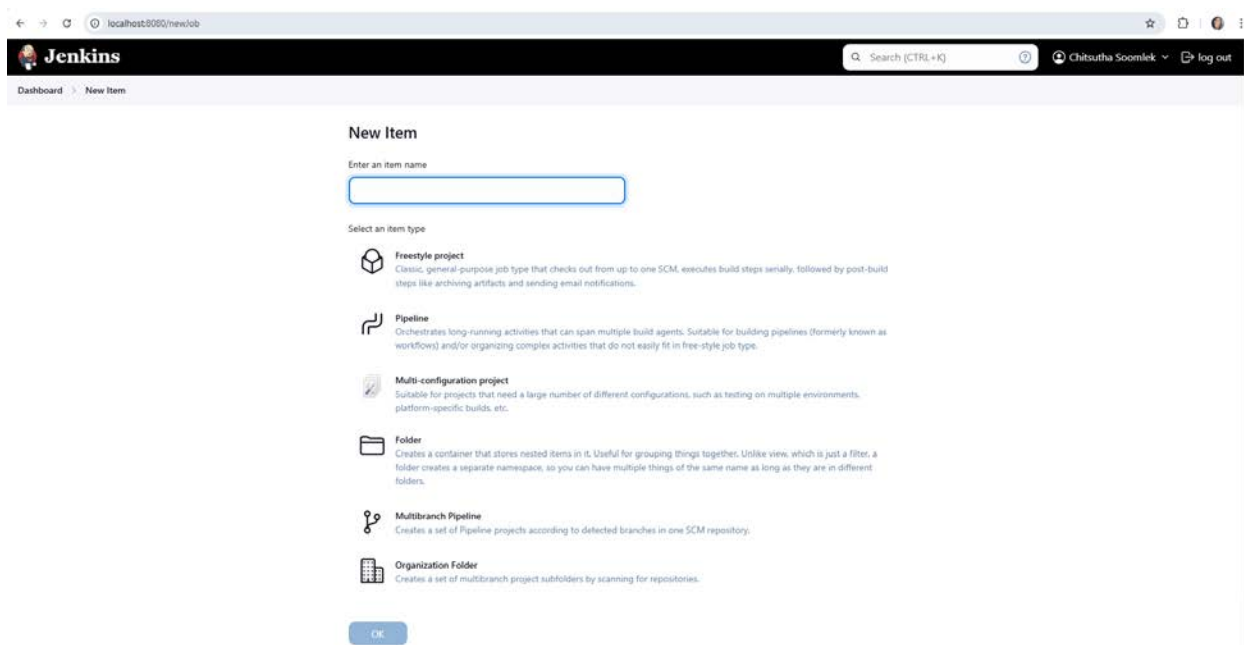 localhost:8080/newJob
Jenkins
Search (CTRL+K)
Chitsutha Soomlek
log out
Dashboard
New Item
New Item
Enter an item name
Select an item type
Freestyle project
Classic, general-purpose job type that checks out from up to one SCM, executes build steps serially, followed by post-build
steps like archiving artifacts and sending email notifications.
Pipeline
Orchestrates long-running activities that can span multiple build agents. Suitable for building pipelines (formerly known as
workflows) and/or organizing complex activities that do not easily fit in free-style job type.
Multi-configuration project
Suitable for projects that need a large number of different configurations, such as testing on multiple environments,
platform-specific builds, etc.
Folder
Creates a container that stores nested items in it. Useful for grouping things together. Unlike view, which is just a filter, a
folder creates a separate namespace, so you can have multiple things of the same name as long as they are in different
folders.
Multibranch Pipeline
Creates a set of Pipeline projects according to detected branches in one SCM repository.
Organization Folder
Creates a set of multibranch project subfolders by scanning for repositories.
OK